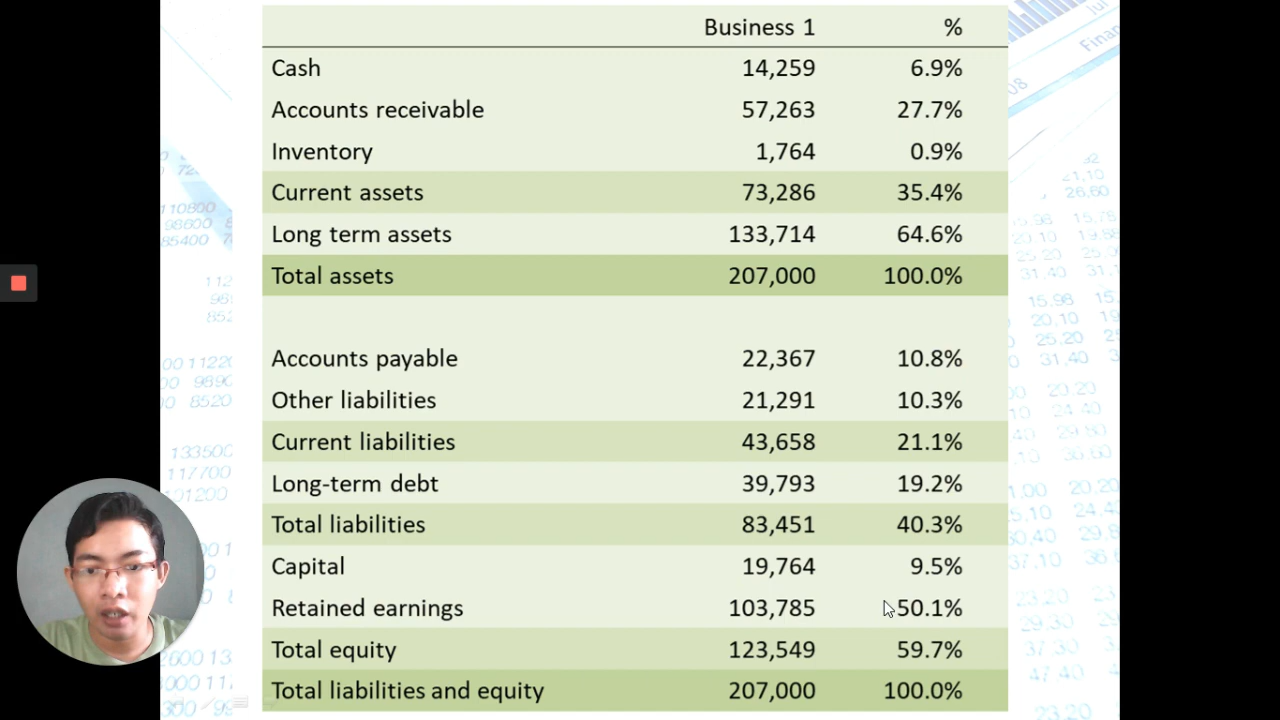 Business 1 %
Cash 14,259 6.9%
Accounts receivable 57,263 27.7%
Inventory 1,764 0.9%
Current assets 73,286 35.4%
Long term assets 133,714 64.6%
Total assets 207,000 100.0%
Accounts payable 22,367 10.8%
Other liabilities 21,291 10.3%
Current liabilities 43,658 21.1%
Long-term debt 39,793 19.2%
Total liabilities 83,451 40.3%
Capital 19,764 9.5%
Retained earnings 103,785 50.1%
Total equity 123,549 59.7%
Total liabilities and equity 207,000 100.0%